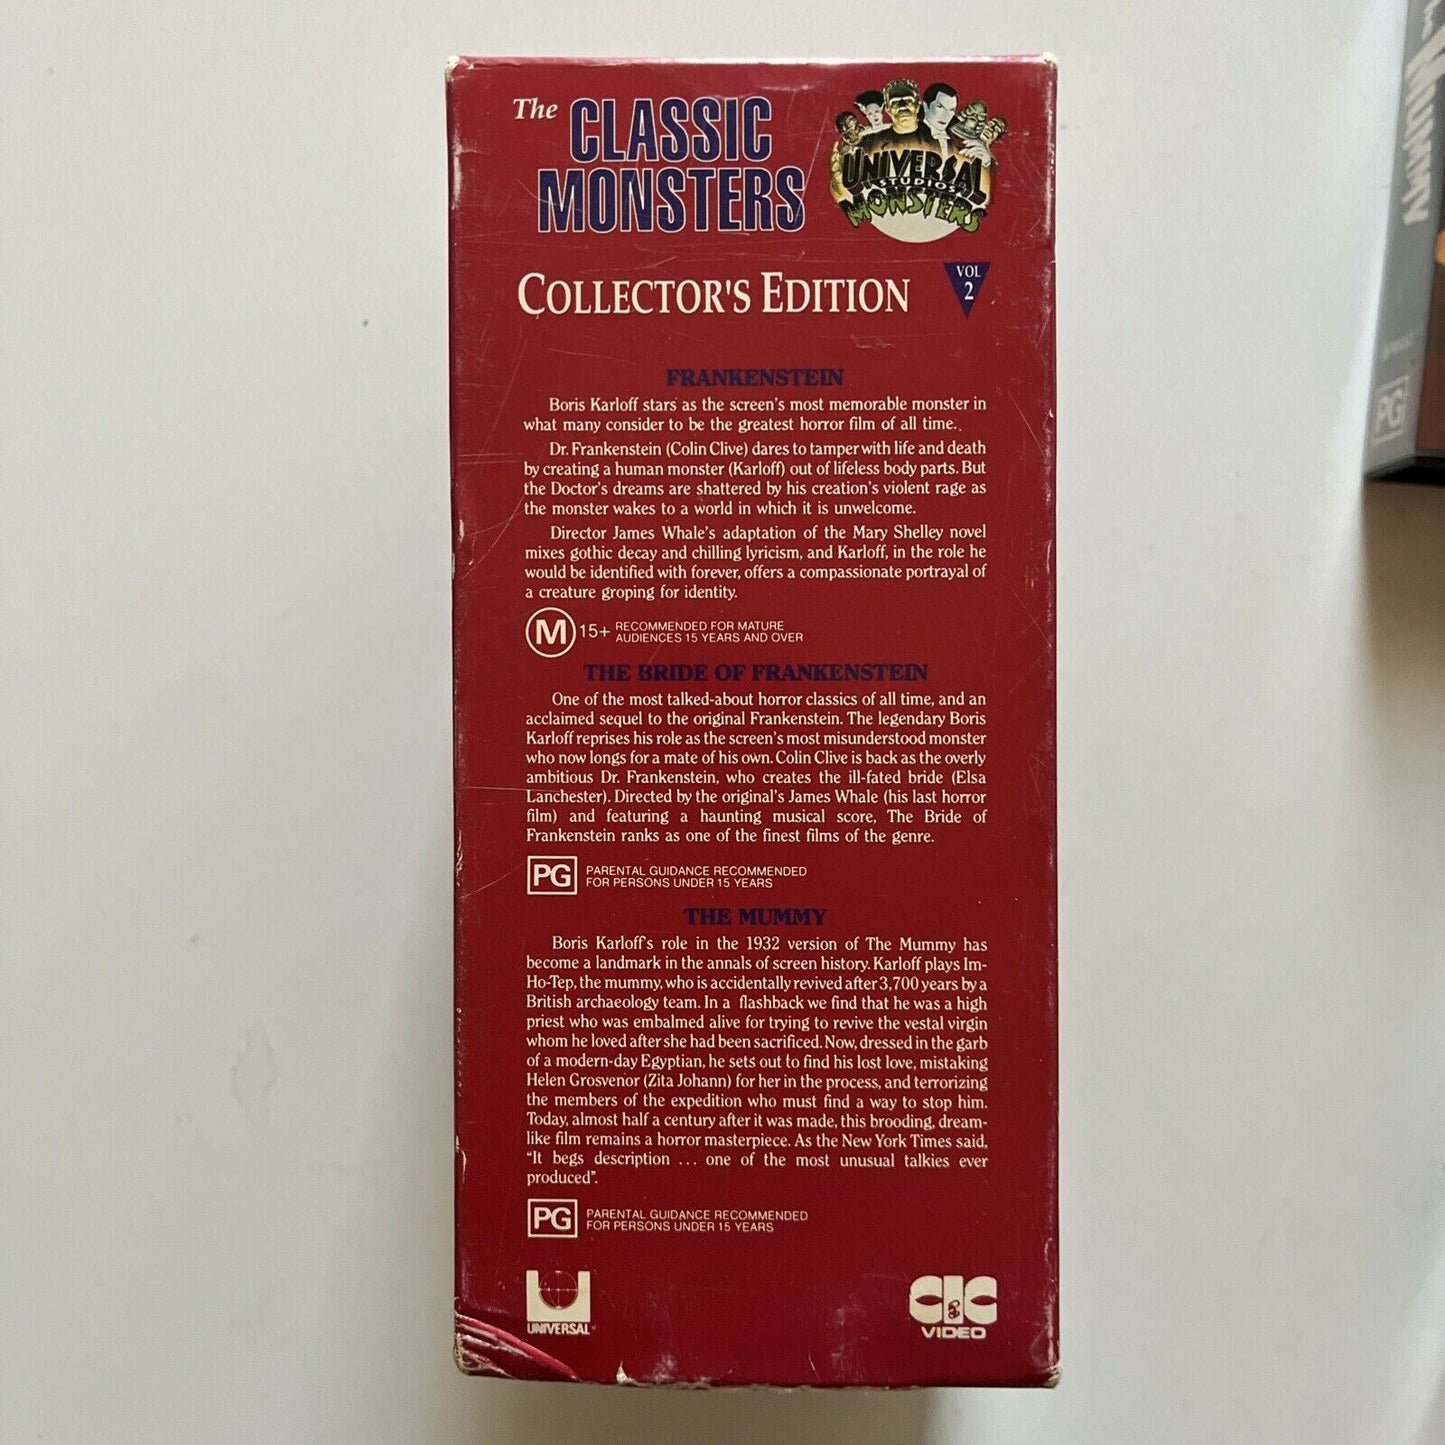 The CLASSIC
MONSTERS
UNIVERSAL
STUDIOS
MONSTERS
COLLECTOR'S EDITION
VOL
2
FRANKENSTEIN
Boris Karloff stars as the screen's most memorable monster in
what many consider to be the greatest horror film of all time.
Dr. Frankenstein (Colin Clive) dares to tamper with life and death
by creating a human monster (Karloff) out of lifeless body parts. But
the Doctor's dreams are shattered by his creation's violent rage as
the monster wakes to a world in which it is unwelcome.
Director James Whale's adaptation of the Mary Shelley novel
mixes gothic decay and chilling lyricism, and Karloff, in the role he
would be identified with forever, offers a compassionate portrayal of
a creature groping for identity.
M 15+ RECOMMENDED FOR MATURE
AUDIENCES 15 YEARS AND OVER
THE BRIDE OF FRANKENSTEIN
One of the most talked-about horror classics of all time, and an
acclaimed sequel to the original Frankenstein. The legendary Boris
Karloff reprises his role as the screen's most misunderstood monster
who now longs for a mate of his own. Colin Clive is back as the overly
ambitious Dr. Frankenstein, who creates the ill-fated bride (Elsa
Lanchester). Directed by the original's James Whale (his last horror
film) and featuring a haunting musical score, The Bride of
Frankenstein ranks as one of the finest films of the genre.
PG PARENTAL GUIDANCE RECOMMENDED
FOR PERSONS UNDER 15 YEARS
THE MUMMY
Boris Karloff's role in the 1932 version of The Mummy has
become a landmark in the annals of screen history. Karloff plays Im-
Ho-Tep, the mummy, who is accidentally revived after 3,700 years by a
British archaeology team. In a flashback we find that he was a high
priest who was embalmed alive for trying to revive the vestal virgin
whom he loved after she had been sacrificed. Now, dressed in the garb
of a modern-day Egyptian, he sets out to find his lost love, mistaking
Helen Grosvenor (Zita Johann) for her in the process, and terrorizing
the members of the expedition who must find a way to stop him.
Today, almost half a century after it was made, this brooding, dream-
like film remains a horror masterpiece. As the New York Times said,
"It begs description ... one of the most unusual talkies ever
produced".
PG PARENTAL GUIDANCE RECOMMENDED
FOR PERSONS UNDER 15 YEARS
UNIVERSAL
CIC
VIDEO
MUMMY
PG